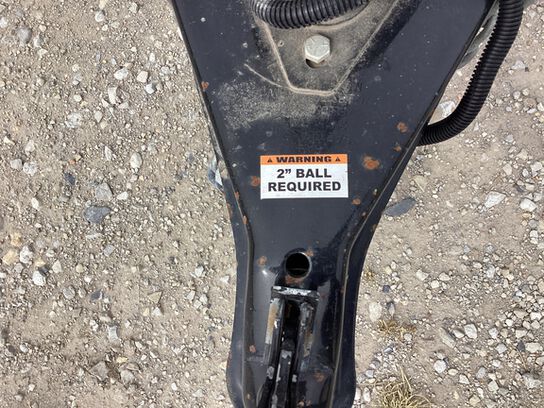 WARNING
2" BALL
REQUIRED